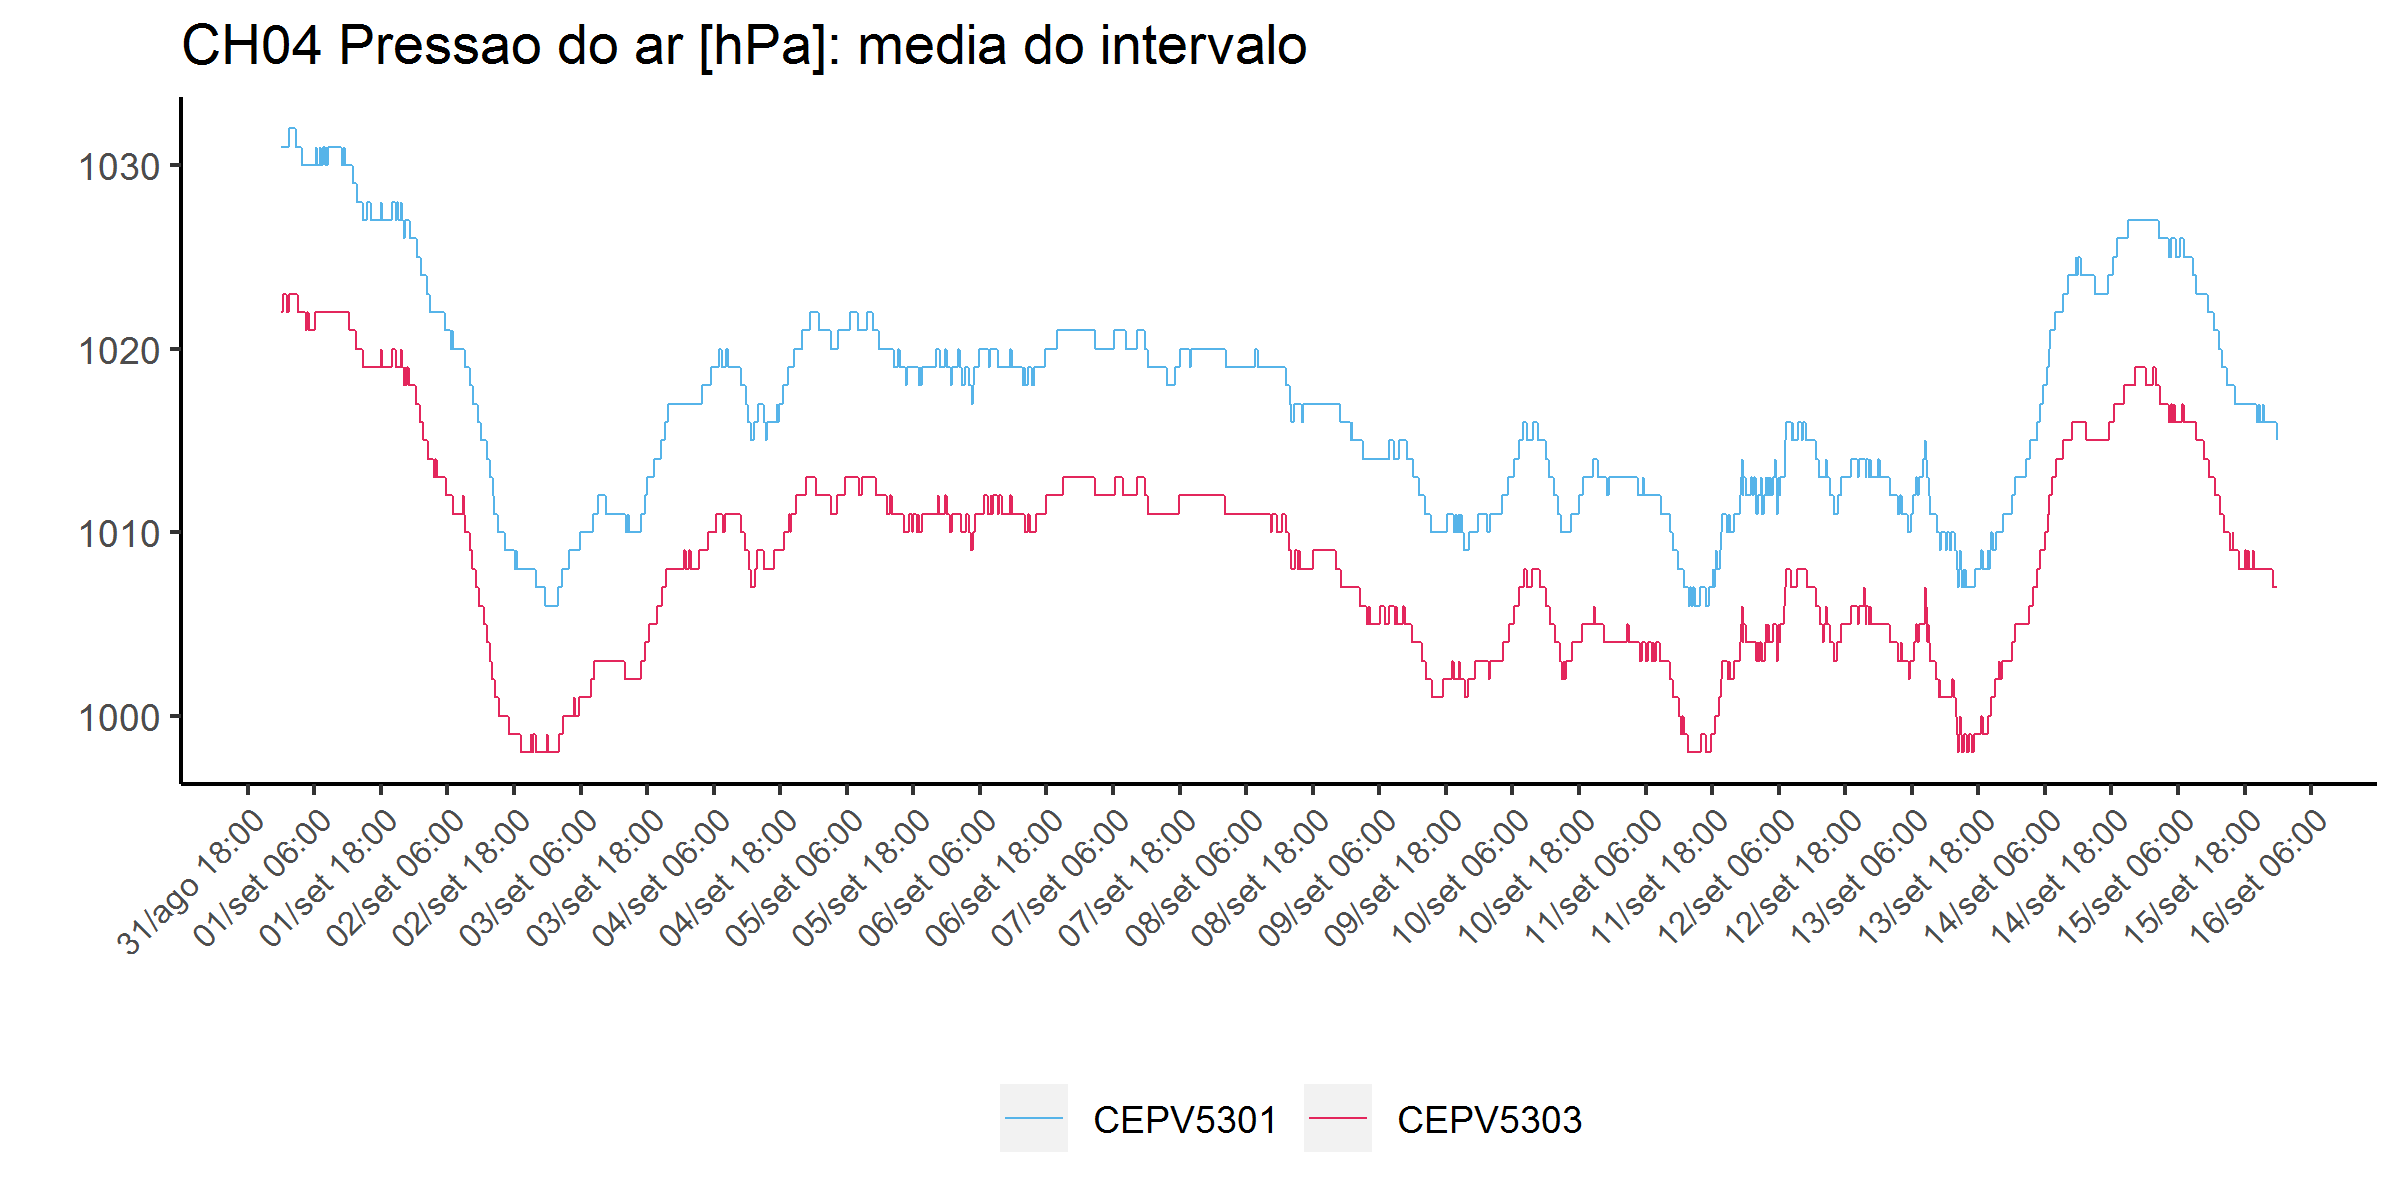 CH04 Pressao do ar [hPa]: media do intervalo
1030
1020
1010
1000
31/ago 18:00
01/set 06:00
01/set 18:00
02/set 06:00
02/set 18:00
03/set 06:00
03/set 18:00
04/set 06:00
04/set 18:00
05/set 06:00
05/set 18:00
06/set 06:00
06/set 18:00
07/set 06:00
07/set 18:00
08/set 06:00
08/set 18:00
09/set 06:00
09/set 18:00
10/set 06:00
10/set 18:00
11/set 06:00
11/set 18:00
12/set 06:00
12/set 18:00
13/set 06:00
13/set 18:00
14/set 06:00
14/set 18:00
15/set 06:00
15/set 18:00
16/set 06:00
CEPV5301
CEPV5303